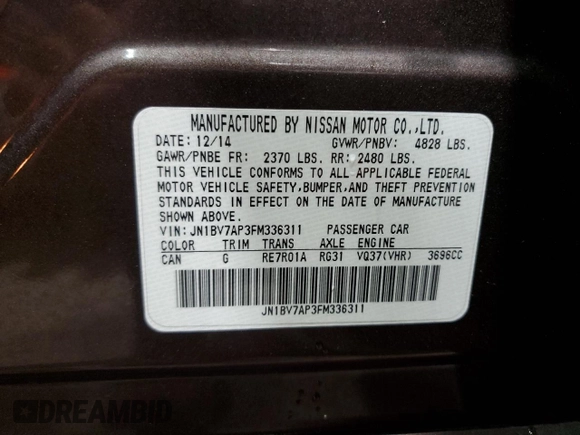 MANUFACTURED BY NISSAN MOTOR CO.,LTD.
DATE: 12/14 GVWR/PNBV: 4828 LBS.
GAWR/PNBE FR: 2370 LBS. RR: 2480 LBS.
THIS VEHICLE CONFORMS TO ALL APPLICABLE FEDERAL
MOTOR VEHICLE SAFETY,BUMPER,AND THEFT PREVENTION
STANDARDS IN EFFECT ON THE DATE OF MANUFACTURE
SHOWN ABOVE.
VIN: JN1BV7AP3FM336311 PASSENGER CAR
COLOR TRIM TRANS AXLE ENGINE
CAN G RE7R01A RG31 VQ37(VHR) 3696CC
JN1BV7AP3FM336311
DREAMBID